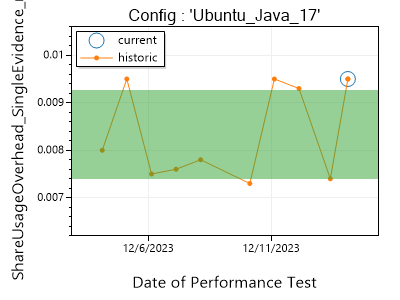 Config : 'Ubuntu_Java_17'
current
historic
0.01
0.009
0.008
0.007
ShareUsageOverhead_SingleEvidence_
12/6/2023
12/11/2023
Date of Performance Test